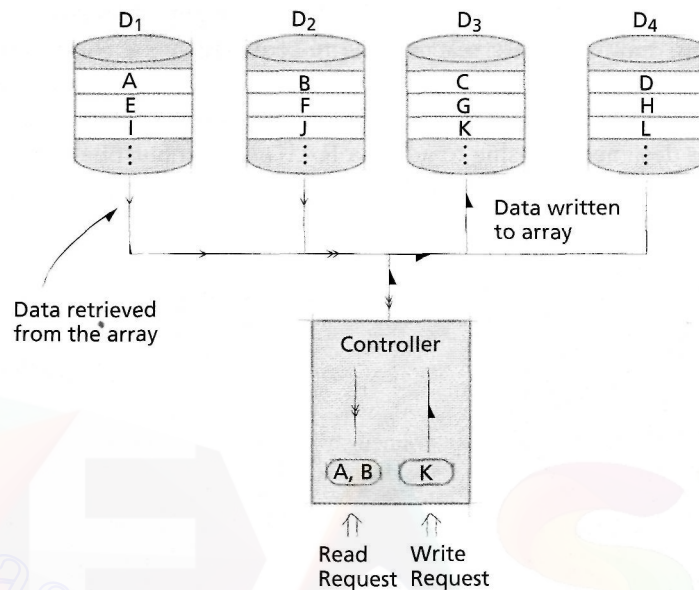 D1 D2 D3 D4
A B C D
E F G H
I J K L
Data written
to array
Data retrieved
from the array
Controller
A, B K
Read Write
Request Request